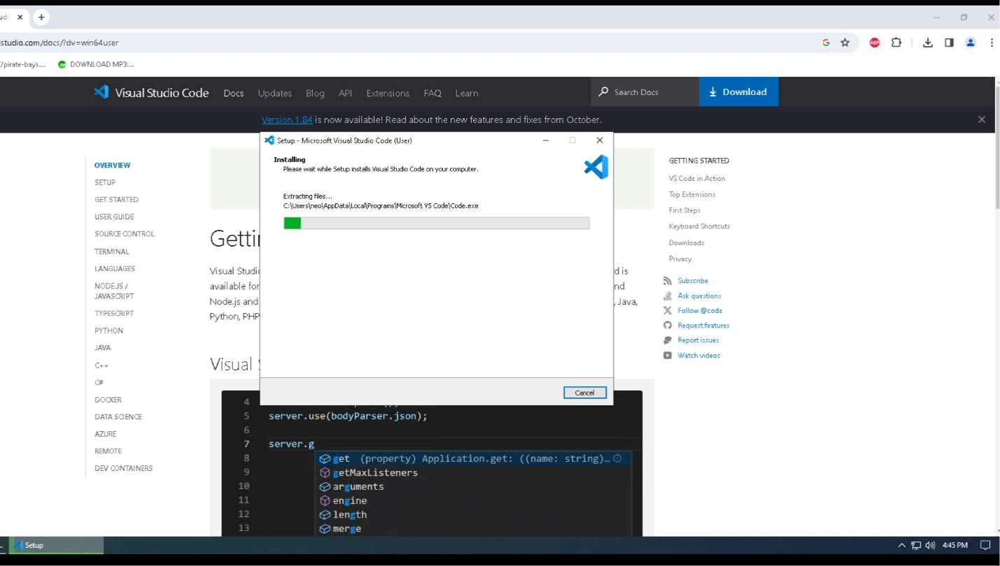 studio.com/docs/?dv=win64user
/pirate-bays....
DOWNLOAD MP3:...
Visual Studio Code
Docs
Updates
Blog
API
Extensions
FAQ
Learn
Search Docs
Download
Version 1.84 is now available! Read about the new features and fixes from October.
Setup - Microsoft Visual Studio Code (User)
Installing
Please wait while Setup installs Visual Studio Code on your computer.
Extracting files...
C:\Users\neo\AppData\Local\Programs\Microsoft VS Code\Code.exe
Cancel
OVERVIEW
SETUP
GET STARTED
USER GUIDE
SOURCE CONTROL
TERMINAL
LANGUAGES
NODE.JS /
JAVASCRIPT
TYPESCRIPT
PYTHON
JAVA
C++
C#
DOCKER
DATA SCIENCE
AZURE
REMOTE
DEV CONTAINERS
Getti
Visual Studi
d is
available for
nd
Node.js and
, Java,
Python, PHP
Visual S
4
5 server.use(bodyParser.json);
6
7 server.g
8 get (property) Application.get: ((name: string)…
9 getMaxListeners
10 arguments
11 engine
12 length
13 merge
GETTING STARTED
VS Code in Action
Top Extensions
First Steps
Keyboard Shortcuts
Downloads
Privacy
Subscribe
Ask questions
Follow @code
Request features
Report issues
Watch videos
Setup
4:45 PM